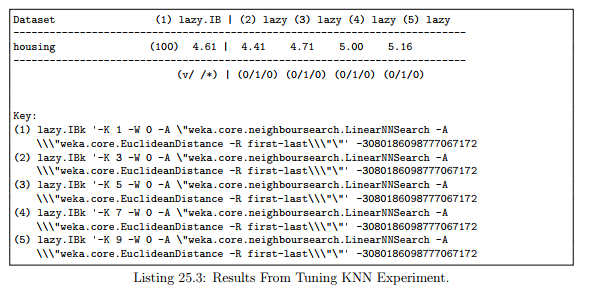 Dataset (1) lazy.IB | (2) lazy (3) lazy (4) lazy (5) lazy
--------------------------------------------------------------------------
housing (100) 4.61 | 4.41 4.71 5.00 5.16
--------------------------------------------------------------------------
(v/ /*) | (0/1/0) (0/1/0) (0/1/0) (0/1/0)
Key:
(1) lazy.IBk '-K 1 -W 0 -A \"weka.core.neighboursearch.LinearNNSearch -A
\\\"weka.core.EuclideanDistance -R first-last\\\"\"' -3080186098777067172
(2) lazy.IBk '-K 3 -W 0 -A \"weka.core.neighboursearch.LinearNNSearch -A
\\\"weka.core.EuclideanDistance -R first-last\\\"\"' -3080186098777067172
(3) lazy.IBk '-K 5 -W 0 -A \"weka.core.neighboursearch.LinearNNSearch -A
\\\"weka.core.EuclideanDistance -R first-last\\\"\"' -3080186098777067172
(4) lazy.IBk '-K 7 -W 0 -A \"weka.core.neighboursearch.LinearNNSearch -A
\\\"weka.core.EuclideanDistance -R first-last\\\"\"' -3080186098777067172
(5) lazy.IBk '-K 9 -W 0 -A \"weka.core.neighboursearch.LinearNNSearch -A
\\\"weka.core.EuclideanDistance -R first-last\\\"\"' -3080186098777067172
Listing 25.3: Results From Tuning KNN Experiment.